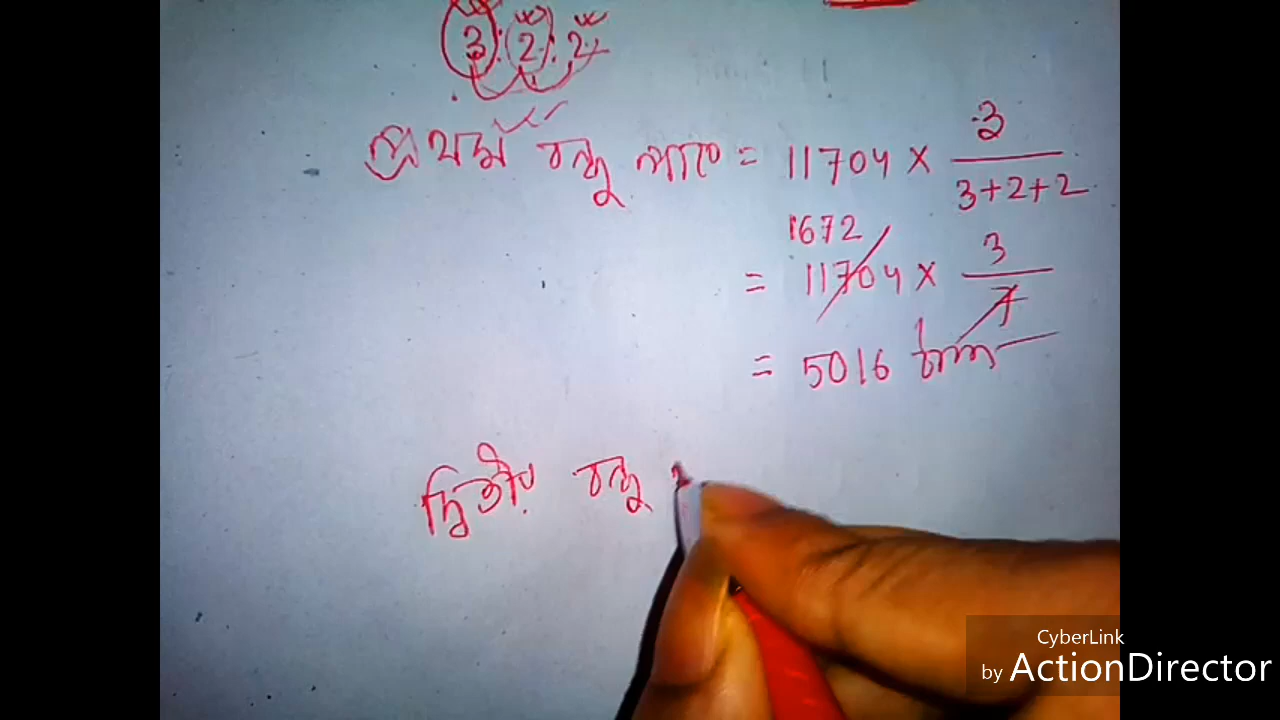 3 : 2 : 2
প্রথম বন্ধু পাবে = 11704 × 3 / 3+2+2
1672
= 11704 × 3 / 7
= 5016 টাকা
দ্বিতীয় বন্ধু
CyberLink
by ActionDirector